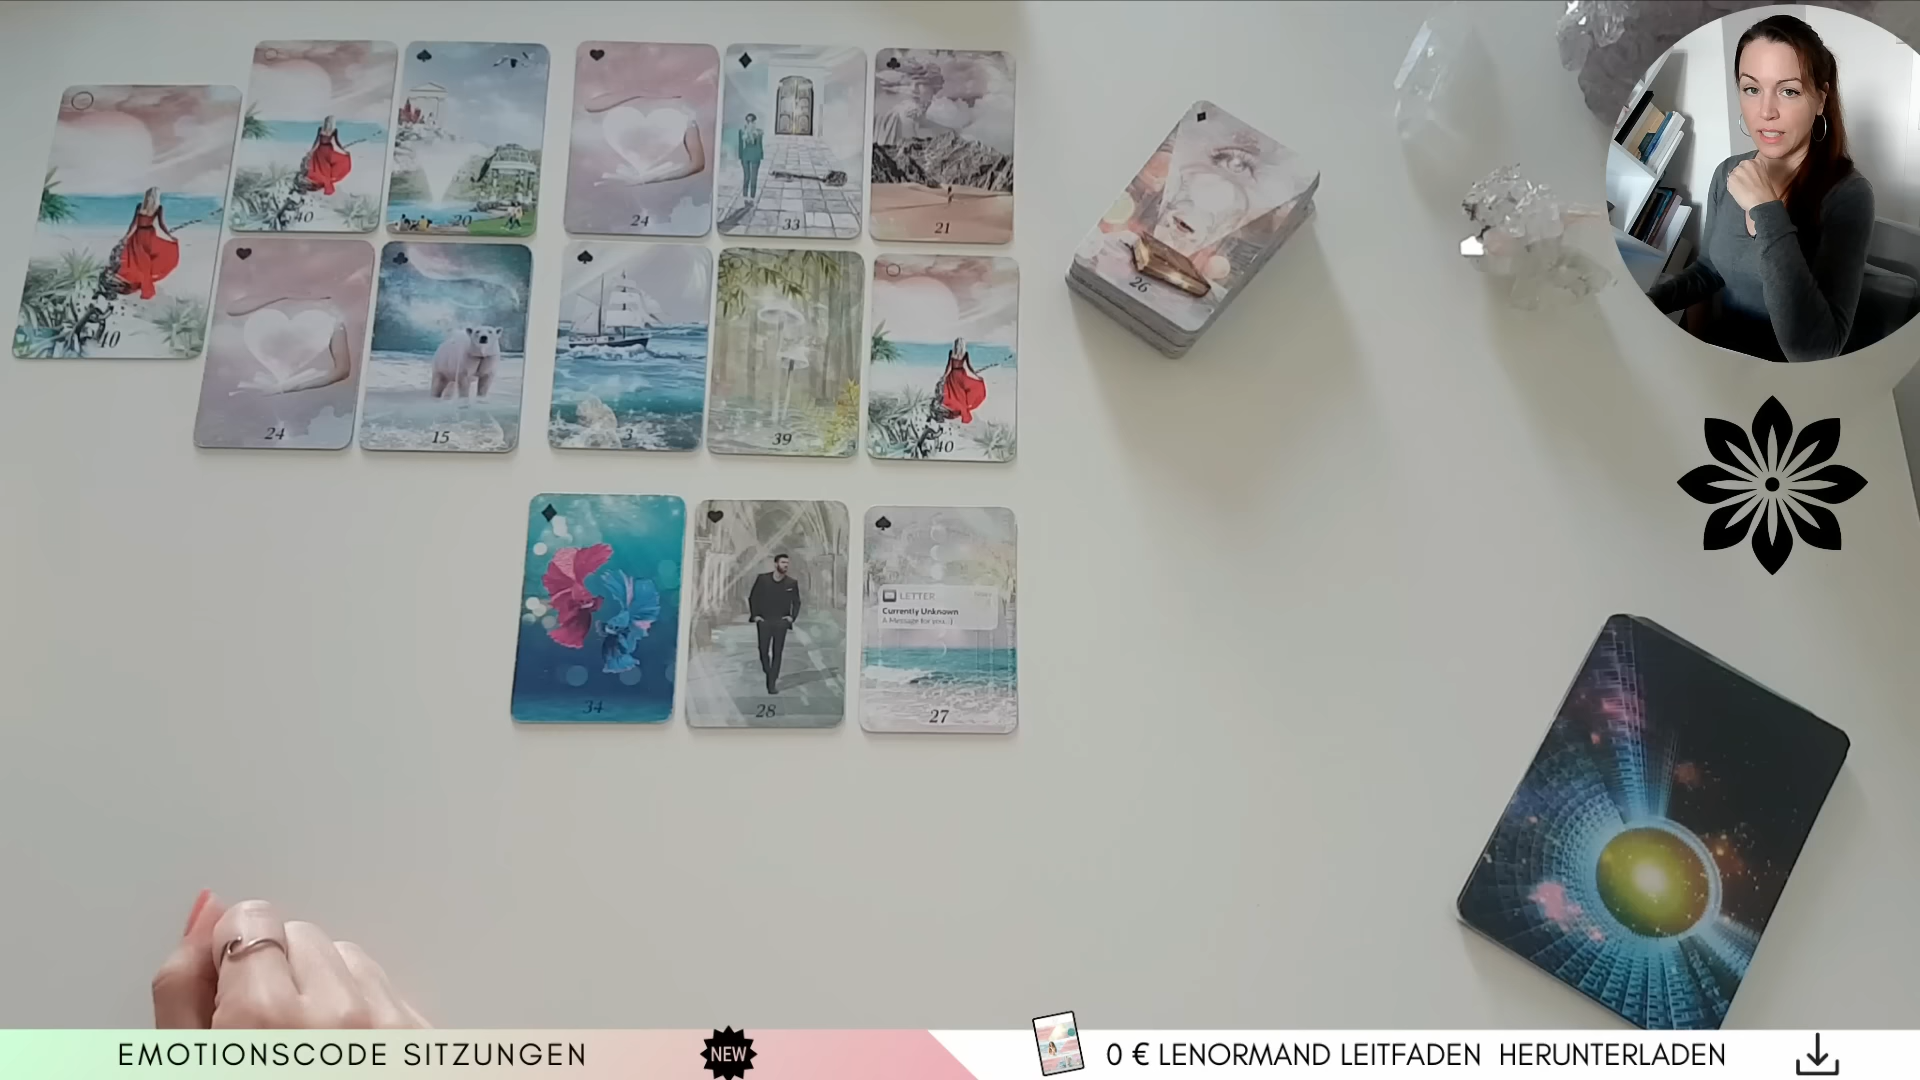 40
40
20
24
33
21
24
15
3
39
40
26
34
28
LETTER
Currently Unknown
A Message for you..:)
27
EMOTIONSCODE SITZUNGEN
NEW
0 € LENORMAND LEITFADEN HERUNTERLADEN